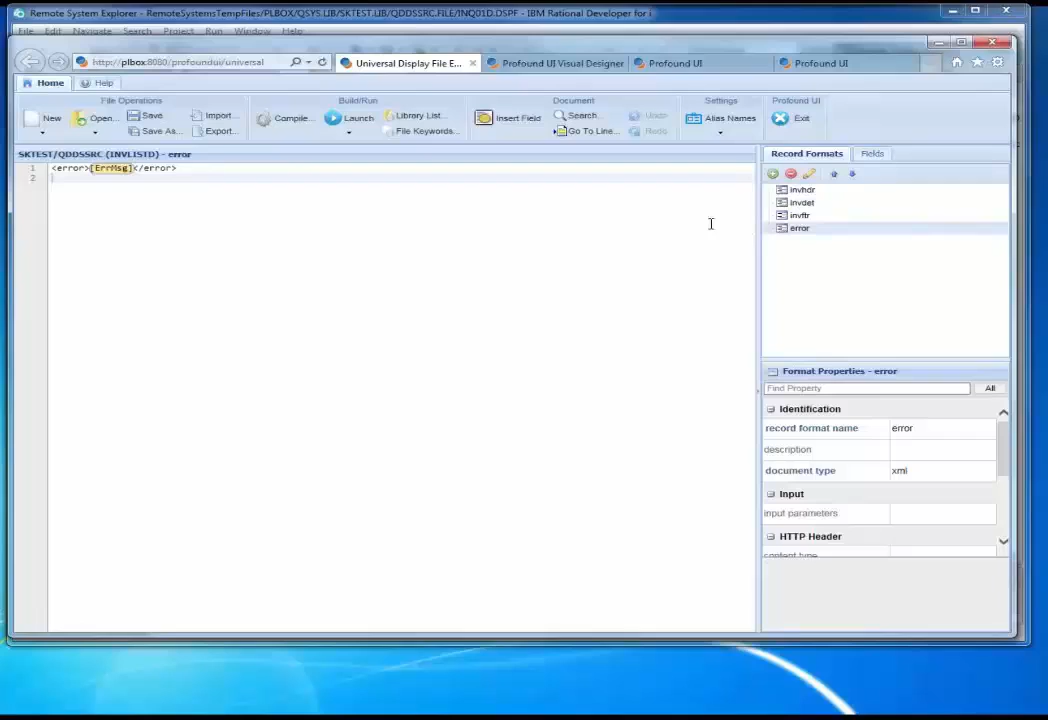 Remote System Explorer - RemoteSystemsTempFiles/PLBOX/QSYS.LIB/SKTEST.LIB/QDDSSRC.FILE/INQ01D.DSPF - IBM Rational Developer for i
File Edit Navigate Search Project Run Window Help
http://plbox:8080/profoundui/universal
Universal Display File E...
Profound UI Visual Designer
Profound UI
Profound UI
Home
Help
File Operations
Build/Run
Document
Settings
Profound UI
New
Open...
Save
Save As...
Import...
Export...
Compile...
Launch
Library List...
File Keywords...
Insert Field
Search...
Go To Line...
Undo
Redo
Alias Names
Exit
SKTEST/QDDSSRC (INVLISTD) - error
1 <error>[ErrMsg]</error>
2
Record Formats
Fields
invhdr
invdet
invftr
error
Format Properties - error
Find Property
All
Identification
record format name error
description
document type xml
Input
input parameters
HTTP Header
content type